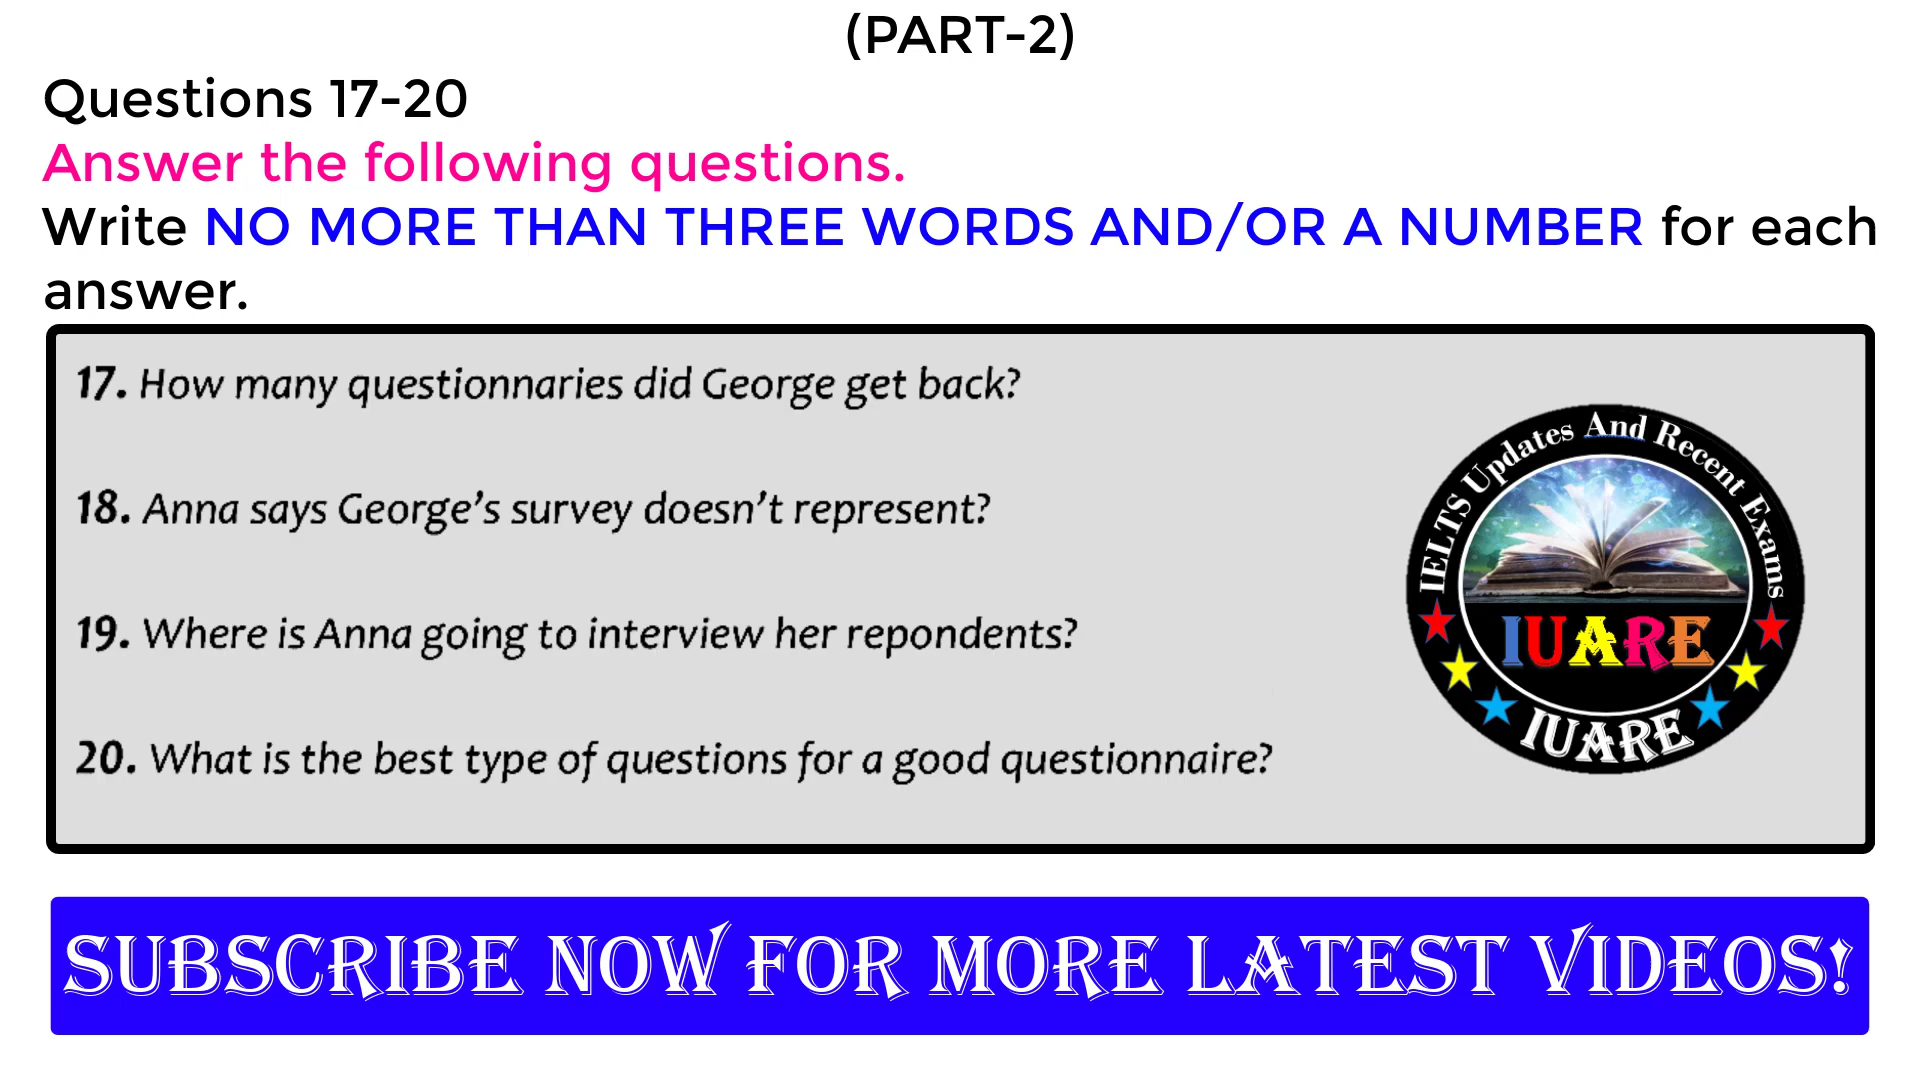 (PART-2)
Questions 17-20
Answer the following questions.
Write NO MORE THAN THREE WORDS AND/OR A NUMBER for each
answer.
17. How many questionnaries did George get back?
18. Anna says George's survey doesn't represent?
19. Where is Anna going to interview her repondents?
20. What is the best type of questions for a good questionnaire?
IELTS Updates And Recent Exams
IUARE
IUARE
SUBSCRIBE NOW FOR MORE LATEST VIDEOS!